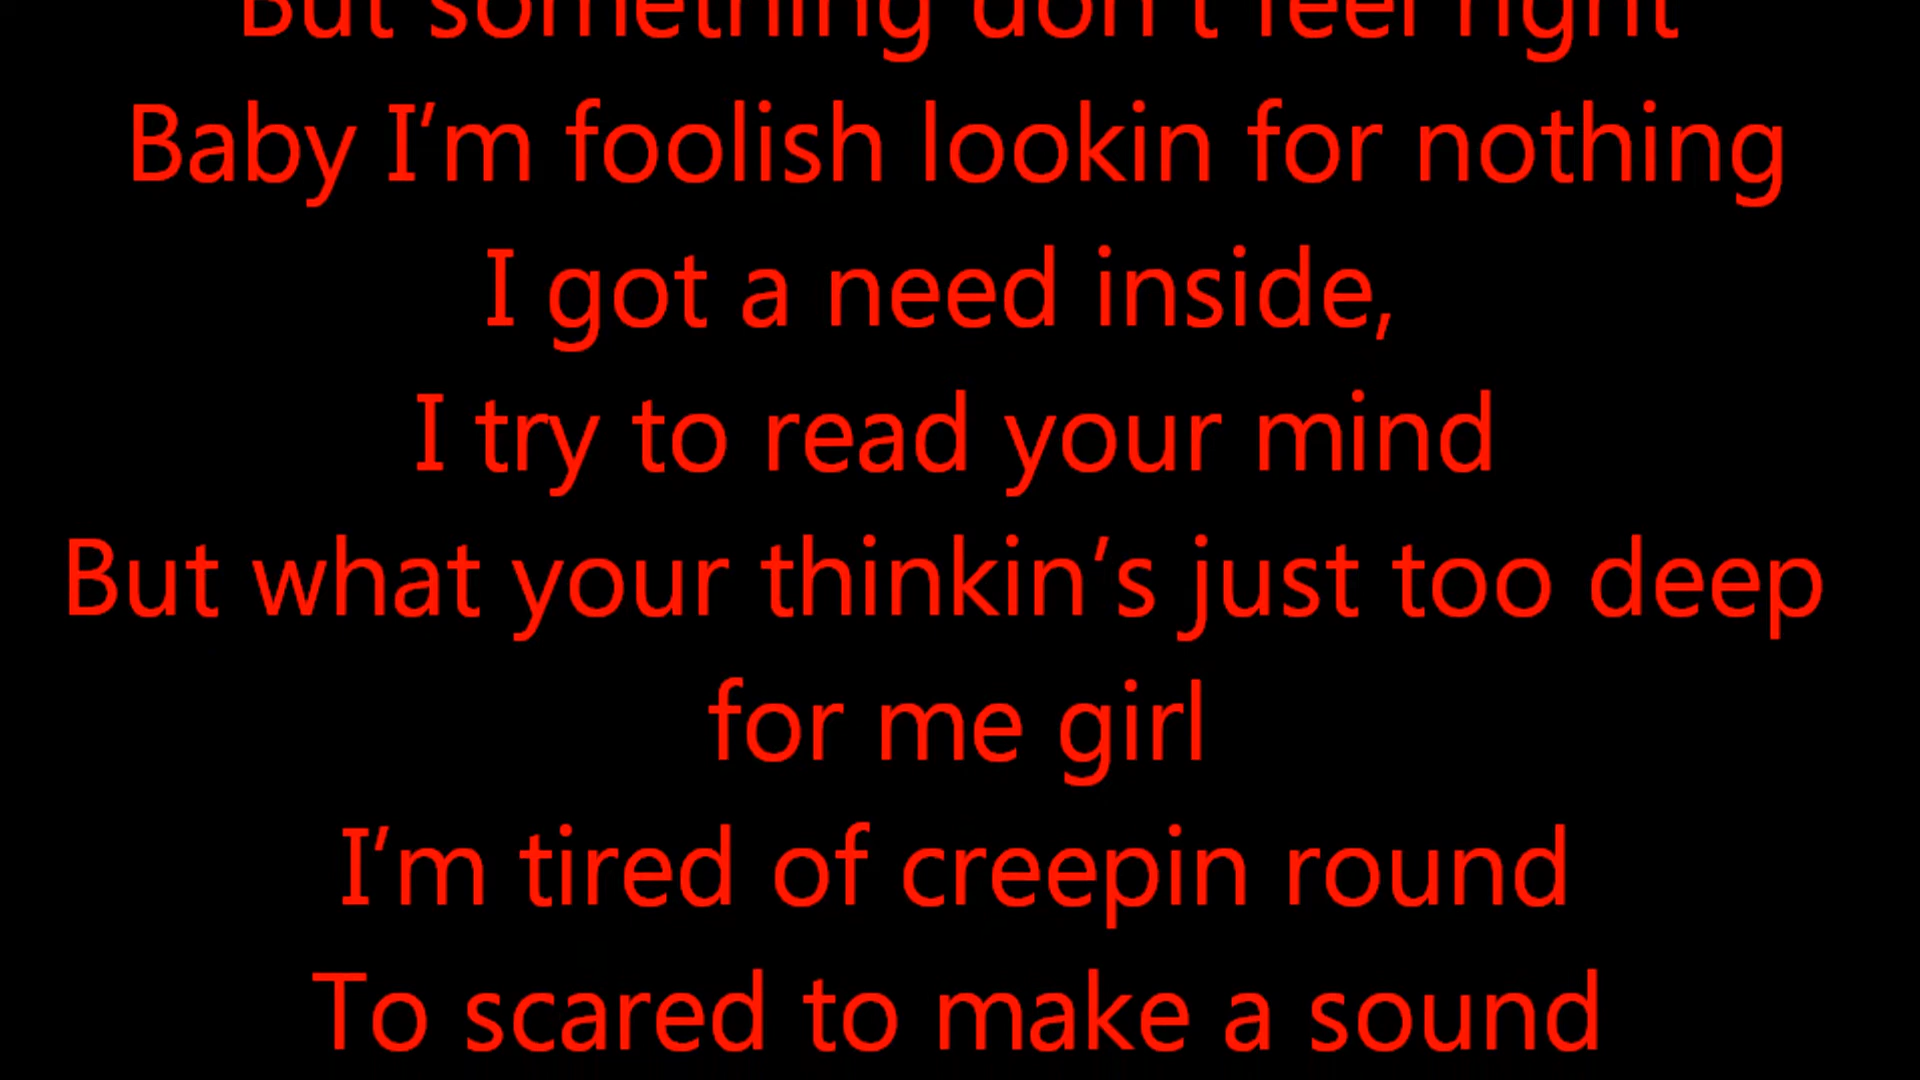 But something don’t feel right
Baby I’m foolish lookin for nothing
I got a need inside,
I try to read your mind
But what your thinkin’s just too deep
for me girl
I’m tired of creepin round
To scared to make a sound